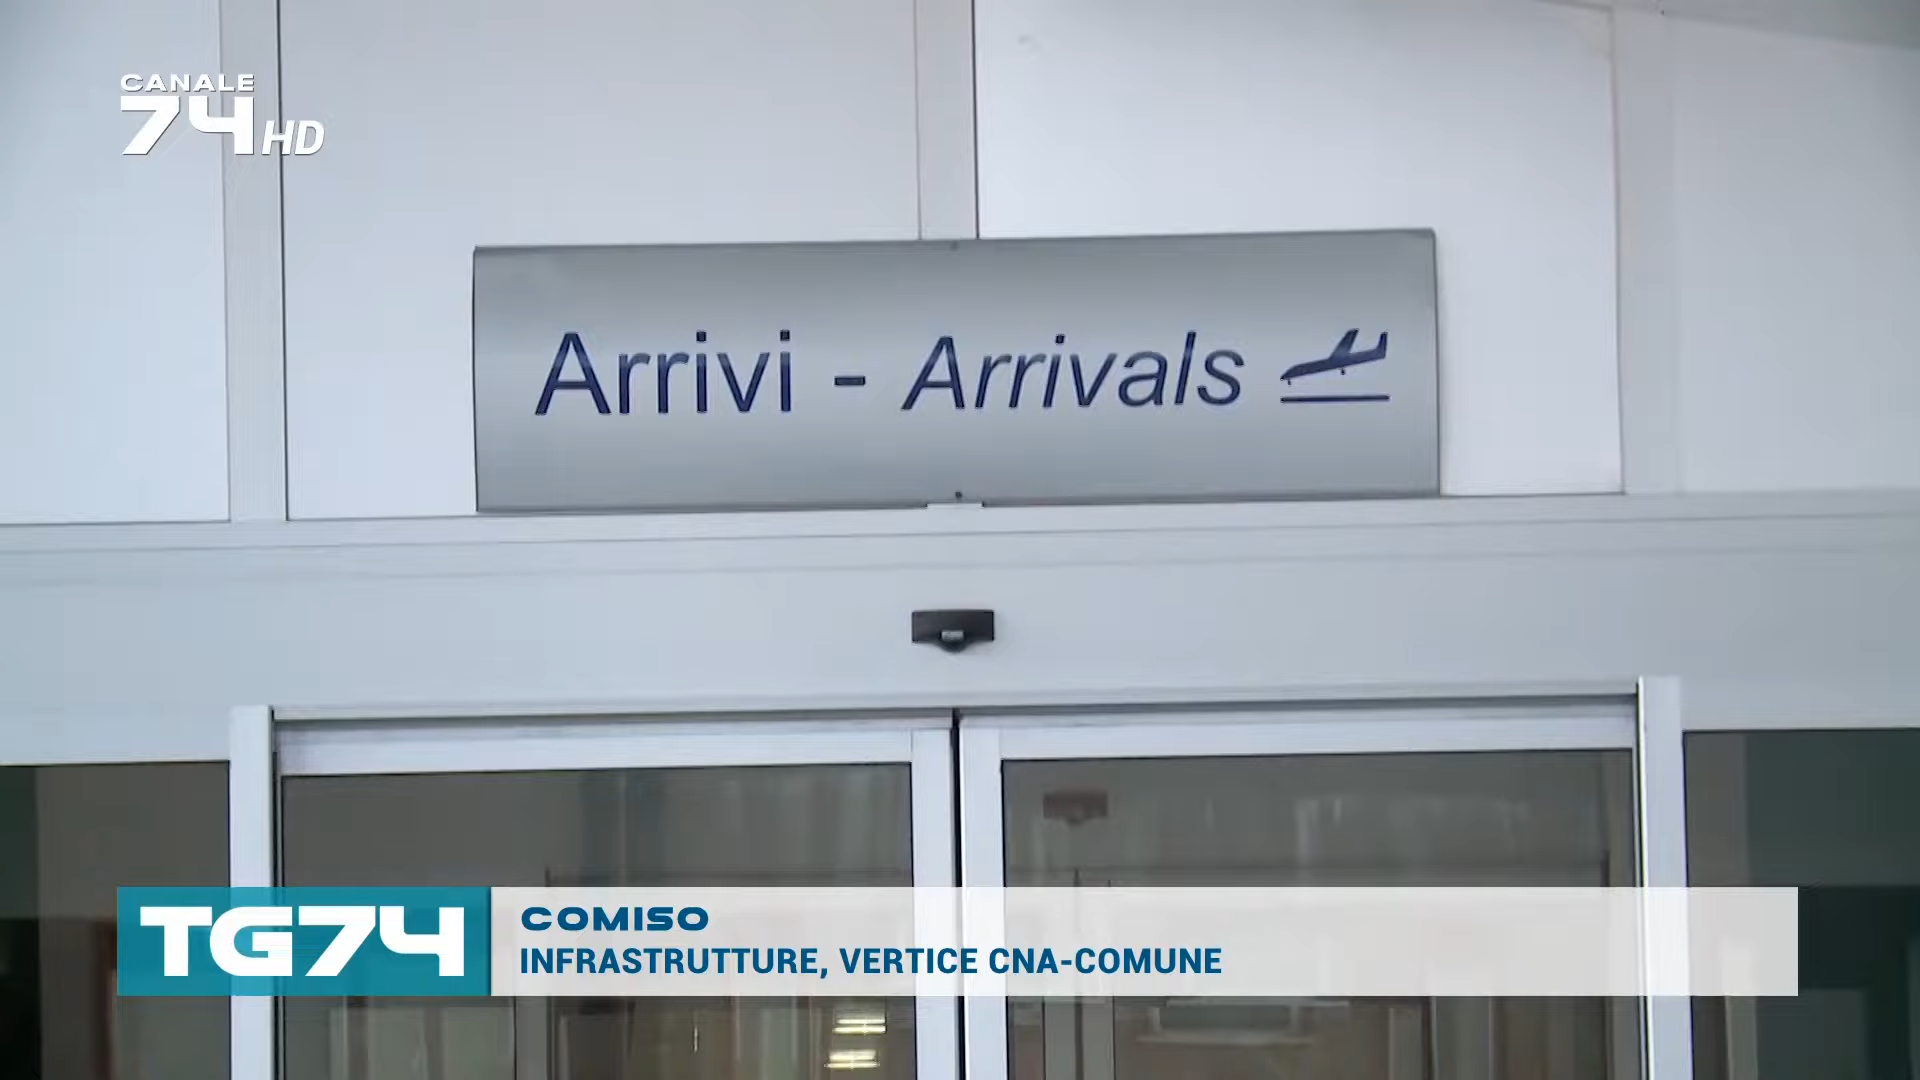 CANALE
74 HD
Arrivi - Arrivals
TG74
COMISO
INFRASTRUTTURE, VERTICE CNA-COMUNE